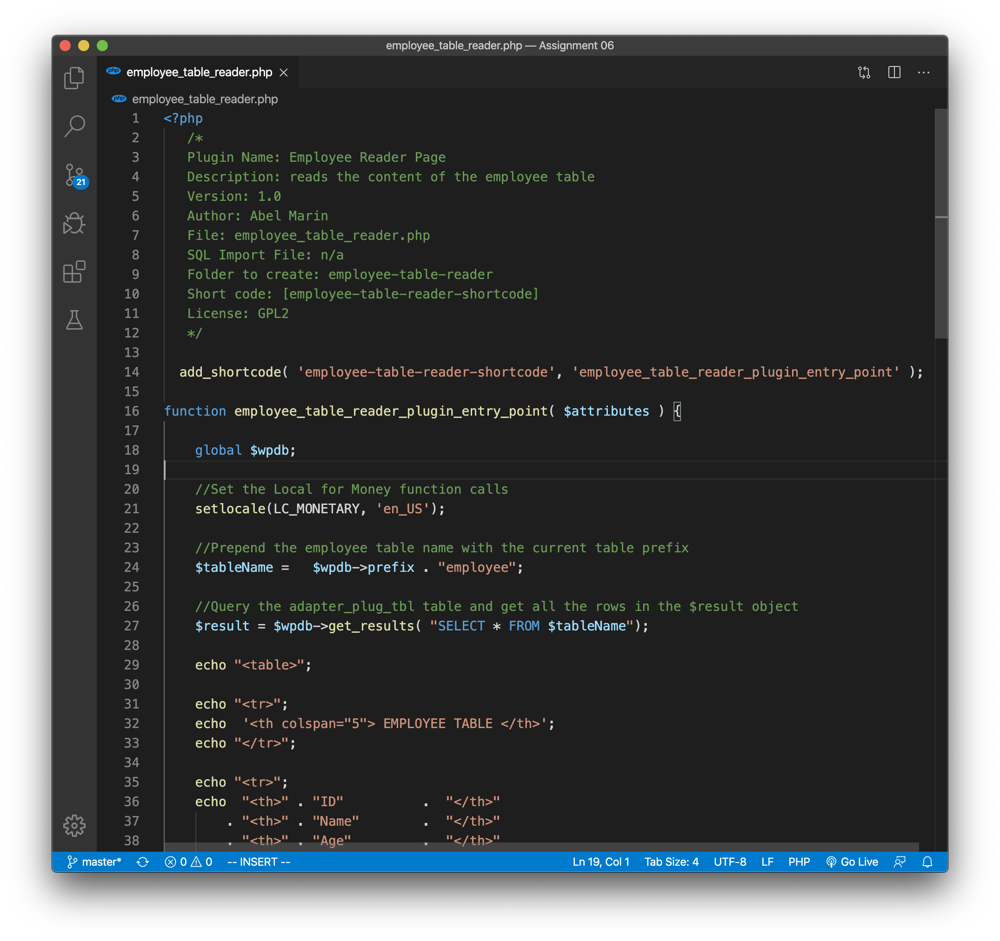 employee_table_reader.php — Assignment 06
php employee_table_reader.php
php employee_table_reader.php
21
1 <?php
2 /*
3 Plugin Name: Employee Reader Page
4 Description: reads the content of the employee table
5 Version: 1.0
6 Author: Abel Marin
7 File: employee_table_reader.php
8 SQL Import File: n/a
9 Folder to create: employee-table-reader
10 Short code: [employee-table-reader-shortcode]
11 License: GPL2
12 */
13
14 add_shortcode( 'employee-table-reader-shortcode', 'employee_table_reader_plugin_entry_point' );
15
16 function employee_table_reader_plugin_entry_point( $attributes ) {
17
18 global $wpdb;
19
20 //Set the Local for Money function calls
21 setlocale(LC_MONETARY, 'en_US');
22
23 //Prepend the employee table name with the current table prefix
24 $tableName =   $wpdb->prefix . "employee";
25
26 //Query the adapter_plug_tbl table and get all the rows in the $result object
27 $result = $wpdb->get_results( "SELECT * FROM $tableName");
28
29 echo "<table>";
30
31 echo "<tr>";
32 echo  '<th colspan="5"> EMPLOYEE TABLE </th>';
33 echo "</tr>";
34
35 echo "<tr>";
36 echo  "<th>" . "ID"          .  "</th>"
37 . "<th>" . "Name"        .  "</th>"
38 . "<th>" . "Age"         .  "</th>"
master* 0 0 -- INSERT -- Ln 19, Col 1 Tab Size: 4 UTF-8 LF PHP Go Live